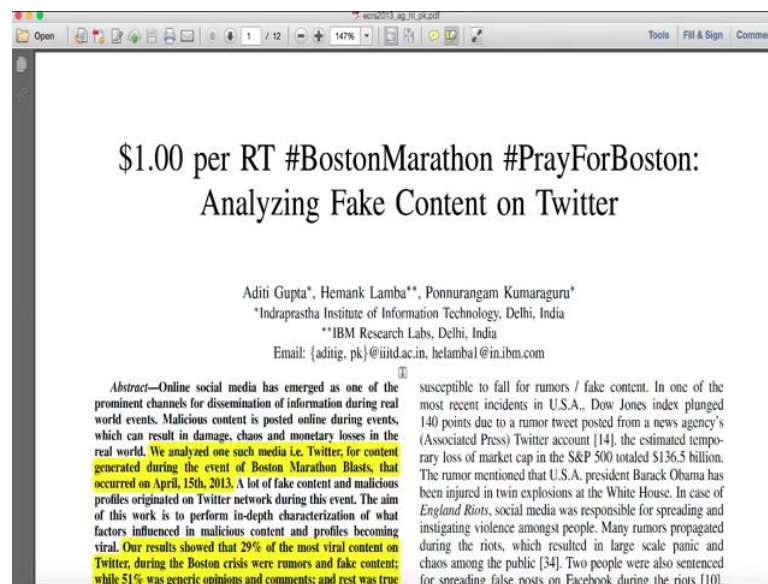 ecrs2013_ag_hl_pk.pdf
Open 1 / 12 147% Tools Fill & Sign Commen
$1.00 per RT #BostonMarathon #PrayForBoston:
Analyzing Fake Content on Twitter
Aditi Gupta*, Hemank Lamba**, Ponnurangam Kumaraguru*
*Indraprastha Institute of Information Technology, Delhi, India
**IBM Research Labs, Delhi, India
Email: {aditig, pk}@iiitd.ac.in, helamba1@in.ibm.com
Abstract—Online social media has emerged as one of the
prominent channels for dissemination of information during real
world events. Malicious content is posted online during events,
which can result in damage, chaos and monetary losses in the
real world. We analyzed one such media i.e. Twitter, for content
generated during the event of Boston Marathon Blasts, that
occurred on April, 15th, 2013. A lot of fake content and malicious
profiles originated on Twitter network during this event. The aim
of this work is to perform in-depth characterization of what
factors influenced in malicious content and profiles becoming
viral. Our results showed that 29% of the most viral content on
Twitter, during the Boston crisis were rumors and fake content;
while 51% was generic opinions and comments; and rest was true
susceptible to fall for rumors / fake content. In one of the
most recent incidents in U.S.A., Dow Jones index plunged
140 points due to a rumor tweet posted from a news agency's
(Associated Press) Twitter account [14]. the estimated tempo-
rary loss of market cap in the S&P 500 totaled $136.5 billion.
The rumor mentioned that U.S.A. president Barack Obama has
been injured in twin explosions at the White House. In case of
England Riots, social media was responsible for spreading and
instigating violence amongst people. Many rumors propagated
during the riots, which resulted in large scale panic and
chaos among the public [34]. Two people were also sentenced
for spreading false posts on Facebook during the riots [10].